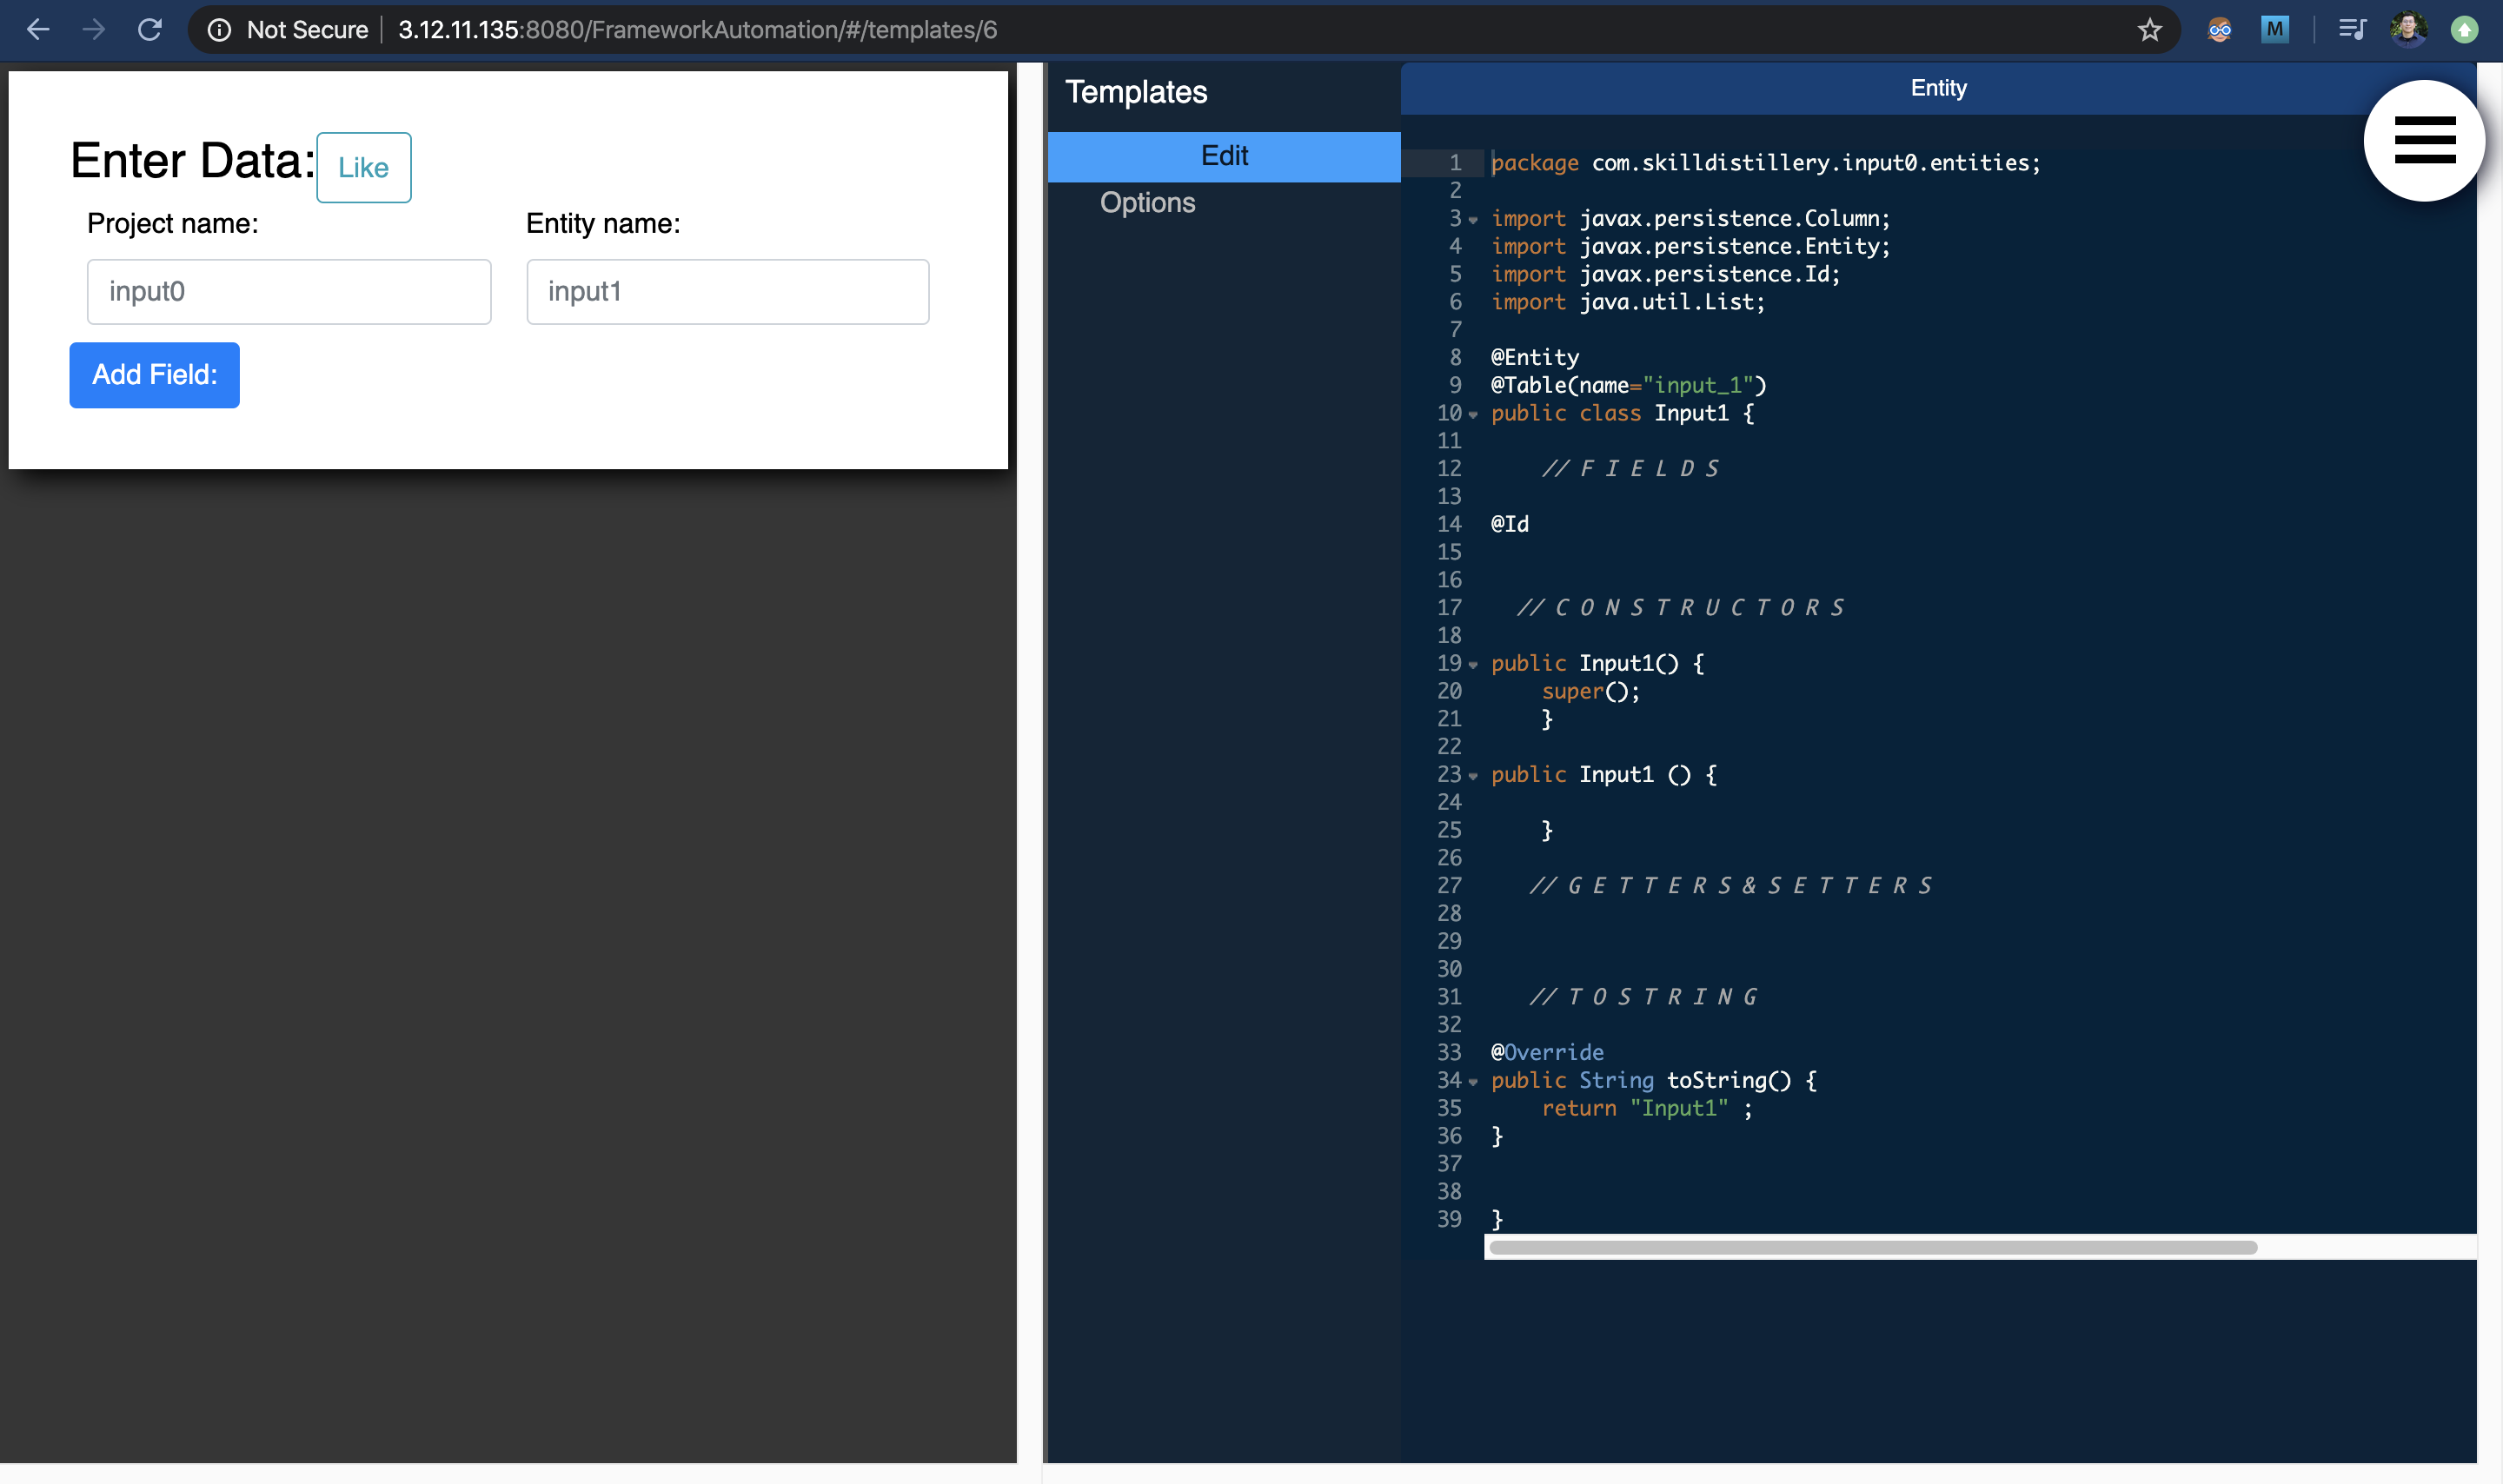 Not Secure 3.12.11.135:8080/FrameworkAutomation/#/templates/6
M
Enter Data: Like
Project name: Entity name:
input0 input1
Add Field:
Templates
Edit
Options
Entity
1 package com.skilldistillery.input0.entities;
2
3 import javax.persistence.Column;
4 import javax.persistence.Entity;
5 import javax.persistence.Id;
6 import java.util.List;
7
8 @Entity
9 @Table(name="input_1")
10 public class Input1 {
11
12 // F I E L D S
13
14 @Id
15
16
17 // C O N S T R U C T O R S
18
19 public Input1() {
20 super();
21 }
22
23 public Input1 () {
24
25 }
26
27 // G E T T E R S & S E T T E R S
28
29
30
31 // T O S T R I N G
32
33 @Override
34 public String toString() {
35 return "Input1" ;
36 }
37
38
39 }